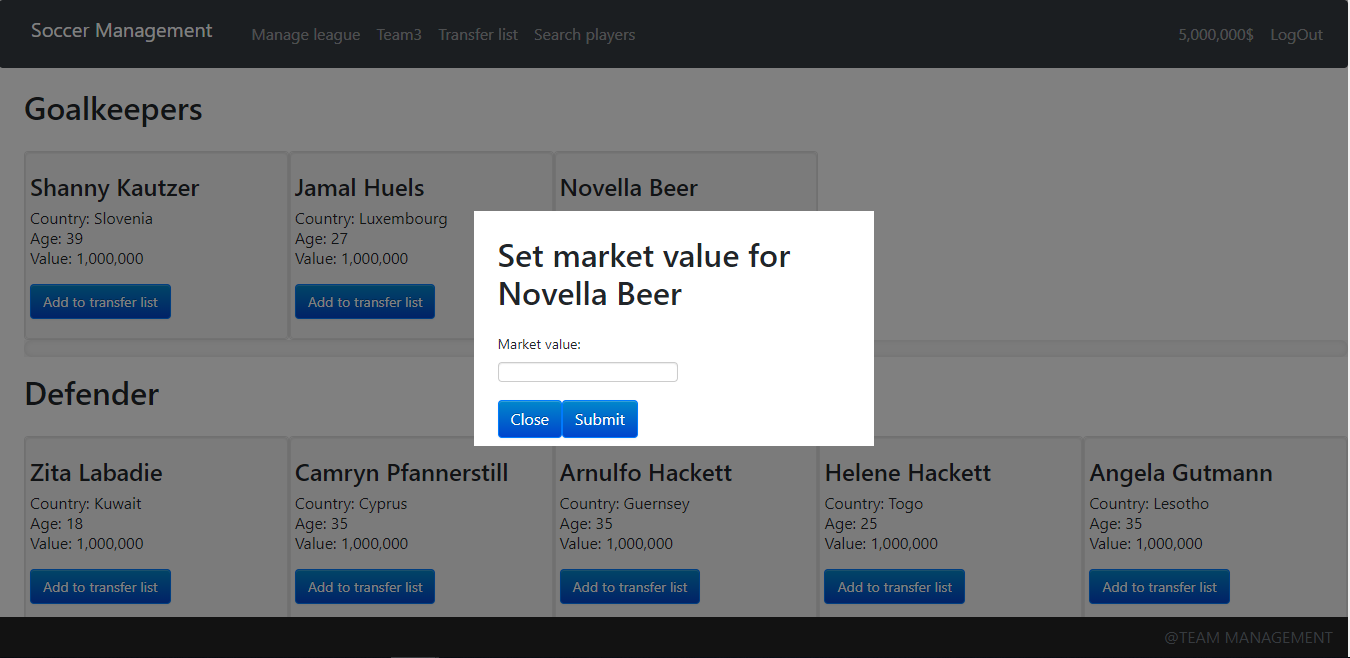 Soccer Management Manage league Team3 Transfer list Search players 5,000,000$ LogOut
Goalkeepers
Shanny Kautzer
Country: Slovenia
Age: 39
Value: 1,000,000
Add to transfer list
Jamal Huels
Country: Luxembourg
Age: 27
Value: 1,000,000
Add to transfer list
Novella Beer
Set market value for
Novella Beer
Market value:
Close Submit
Defender
Zita Labadie
Country: Kuwait
Age: 18
Value: 1,000,000
Add to transfer list
Camryn Pfannerstill
Country: Cyprus
Age: 35
Value: 1,000,000
Add to transfer list
Arnulfo Hackett
Country: Guernsey
Age: 35
Value: 1,000,000
Add to transfer list
Helene Hackett
Country: Togo
Age: 25
Value: 1,000,000
Add to transfer list
Angela Gutmann
Country: Lesotho
Age: 35
Value: 1,000,000
Add to transfer list
@TEAM MANAGEMENT